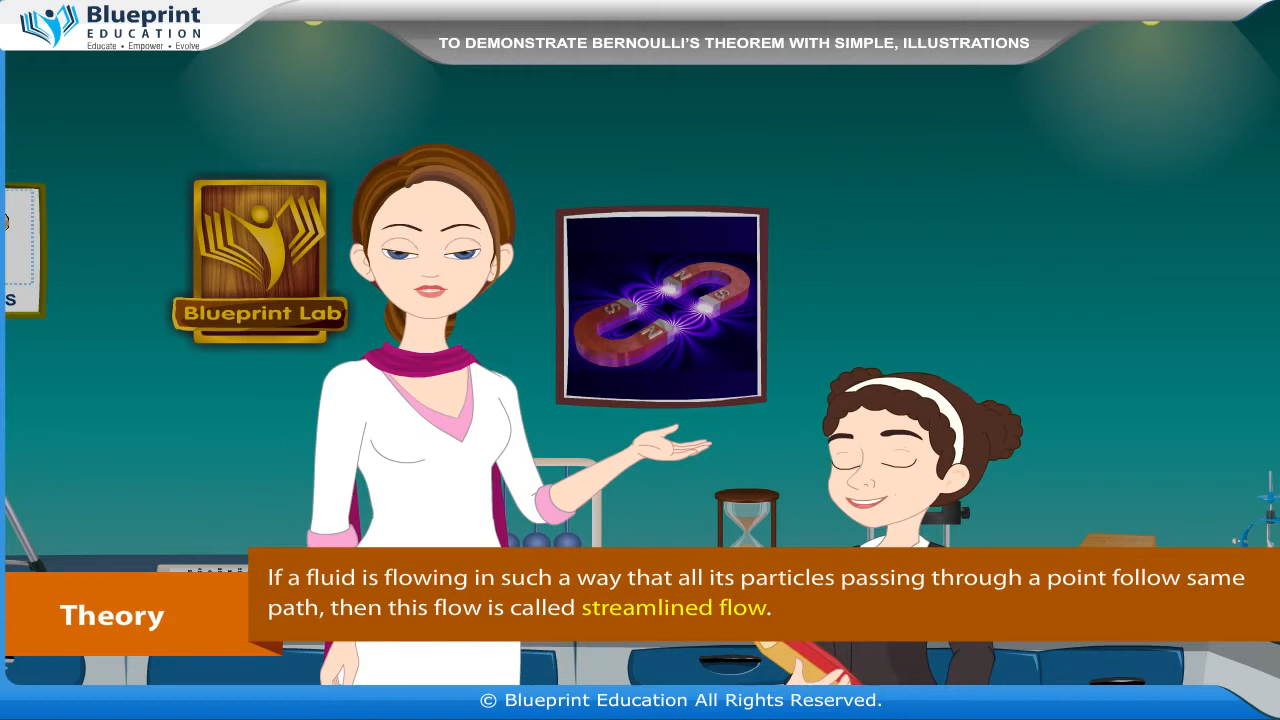 Blueprint
EDUCATION
Educate • Empower • Evolve
TO DEMONSTRATE BERNOULLI'S THEOREM WITH SIMPLE, ILLUSTRATIONS
S
Blueprint Lab
N
S
S
N
If a fluid is flowing in such a way that all its particles passing through a point follow same
path, then this flow is called streamlined flow.
Theory
© Blueprint Education All Rights Reserved.